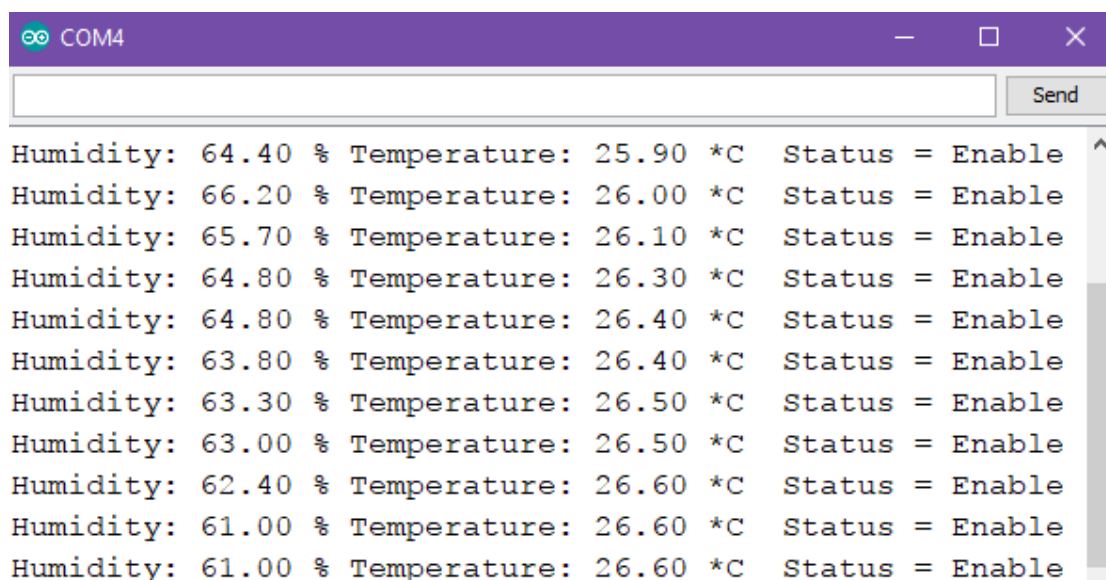 COM4
Send
Humidity: 64.40 % Temperature: 25.90 *C  Status = Enable
Humidity: 66.20 % Temperature: 26.00 *C  Status = Enable
Humidity: 65.70 % Temperature: 26.10 *C  Status = Enable
Humidity: 64.80 % Temperature: 26.30 *C  Status = Enable
Humidity: 64.80 % Temperature: 26.40 *C  Status = Enable
Humidity: 63.80 % Temperature: 26.40 *C  Status = Enable
Humidity: 63.30 % Temperature: 26.50 *C  Status = Enable
Humidity: 63.00 % Temperature: 26.50 *C  Status = Enable
Humidity: 62.40 % Temperature: 26.60 *C  Status = Enable
Humidity: 61.00 % Temperature: 26.60 *C  Status = Enable
Humidity: 61.00 % Temperature: 26.60 *C  Status = Enable